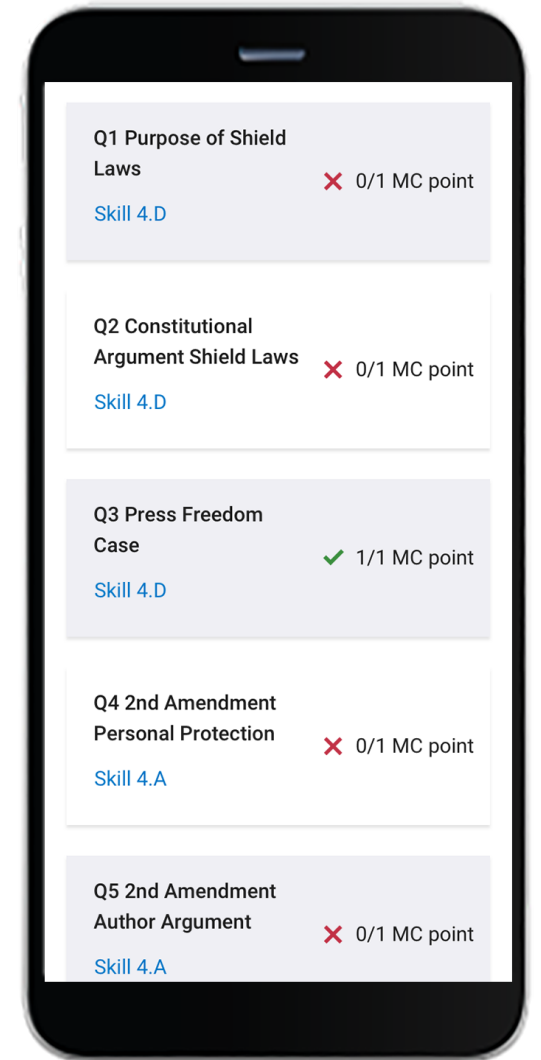 Q1 Purpose of Shield
Laws
0/1 MC point
Skill 4.D
Q2 Constitutional
Argument Shield Laws
0/1 MC point
Skill 4.D
Q3 Press Freedom
Case
1/1 MC point
Skill 4.D
Q4 2nd Amendment
Personal Protection
0/1 MC point
Skill 4.A
Q5 2nd Amendment
Author Argument
0/1 MC point
Skill 4.A